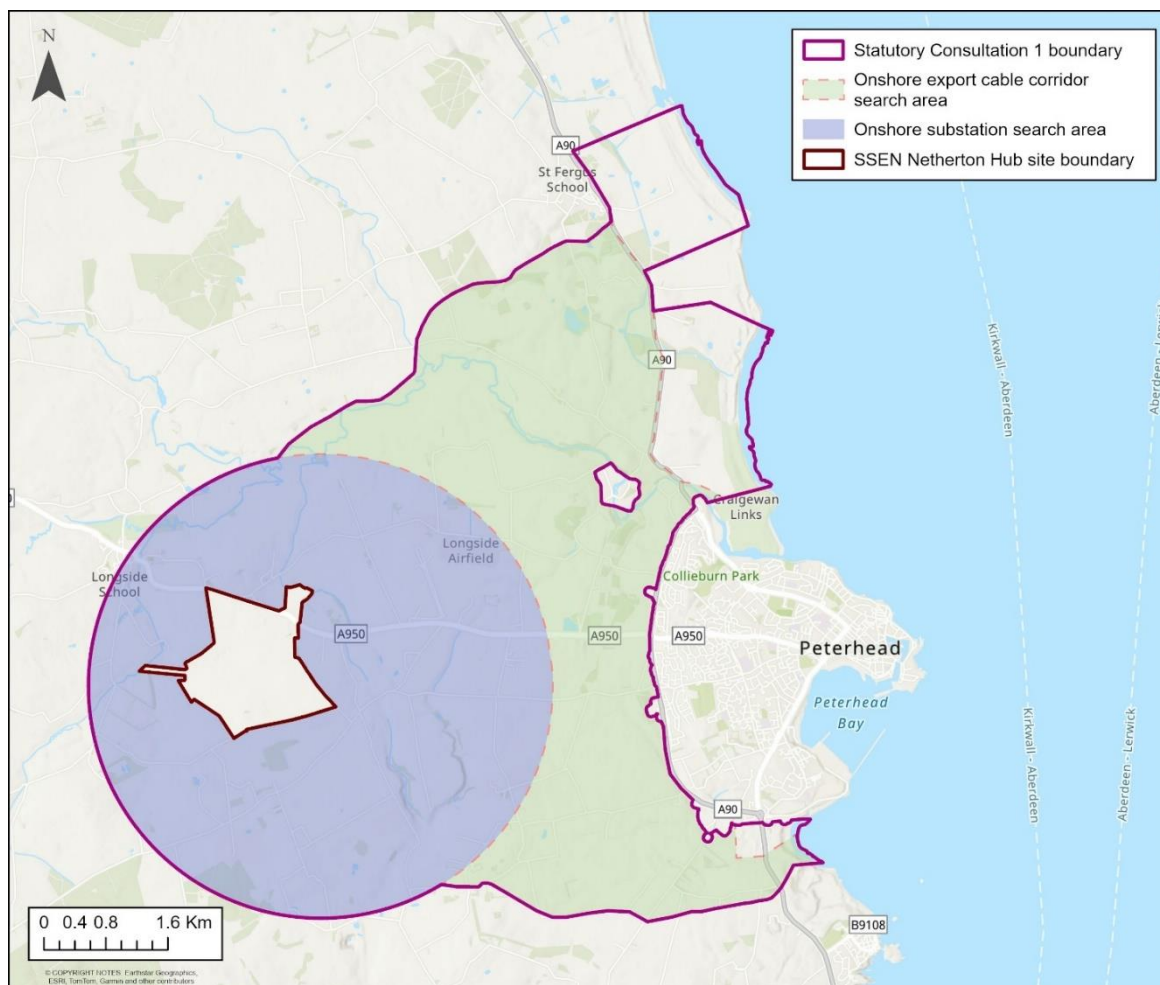 N
Statutory Consultation 1 boundary
Onshore export cable corridor
search area
Onshore substation search area
SSEN Netherton Hub site boundary
A90
St Fergus
School
A90
Kirkwall - Aberdeen
Craigewan
Links
Longside
Airfield
Longside
School
Collieburn Park
A950
A950
A950
Peterhead
Peterhead
Bay
Kirkwall - Aberdeen
Aberdeen - Lerwick
A90
B9108
0 0.4 0.8 1.6 Km
© COPYRIGHT NOTES: Earthstar Geographics,
ESRI, TomTom, Garmin and other contributors